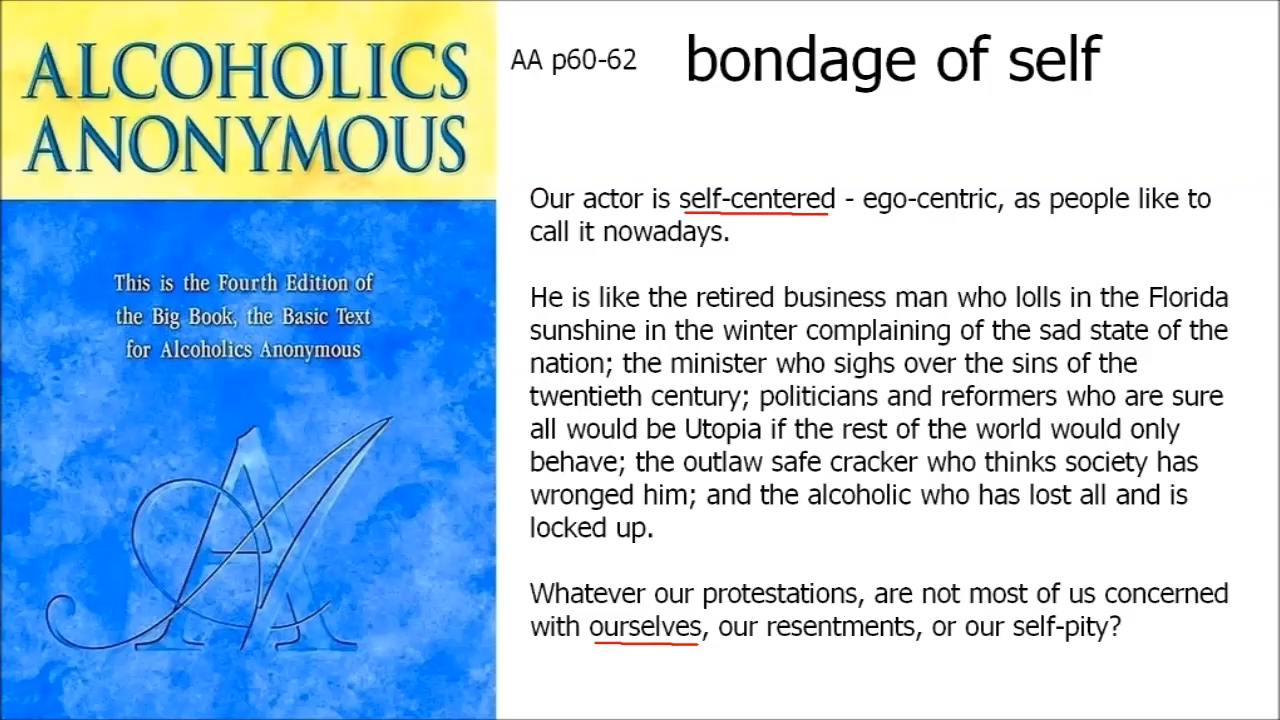 ALCOHOLICS
ANONYMOUS
This is the Fourth Edition of
the Big Book, the Basic Text
for Alcoholics Anonymous
AA
AA p60-62
bondage of self
Our actor is self-centered - ego-centric, as people like to
call it nowadays.
He is like the retired business man who lolls in the Florida
sunshine in the winter complaining of the sad state of the
nation; the minister who sighs over the sins of the
twentieth century; politicians and reformers who are sure
all would be Utopia if the rest of the world would only
behave; the outlaw safe cracker who thinks society has
wronged him; and the alcoholic who has lost all and is
locked up.
Whatever our protestations, are not most of us concerned
with ourselves, our resentments, or our self-pity?